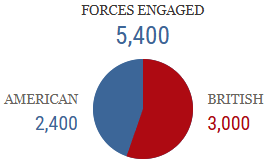 FORCES ENGAGED
5,400
AMERICAN
2,400
BRITISH
3,000